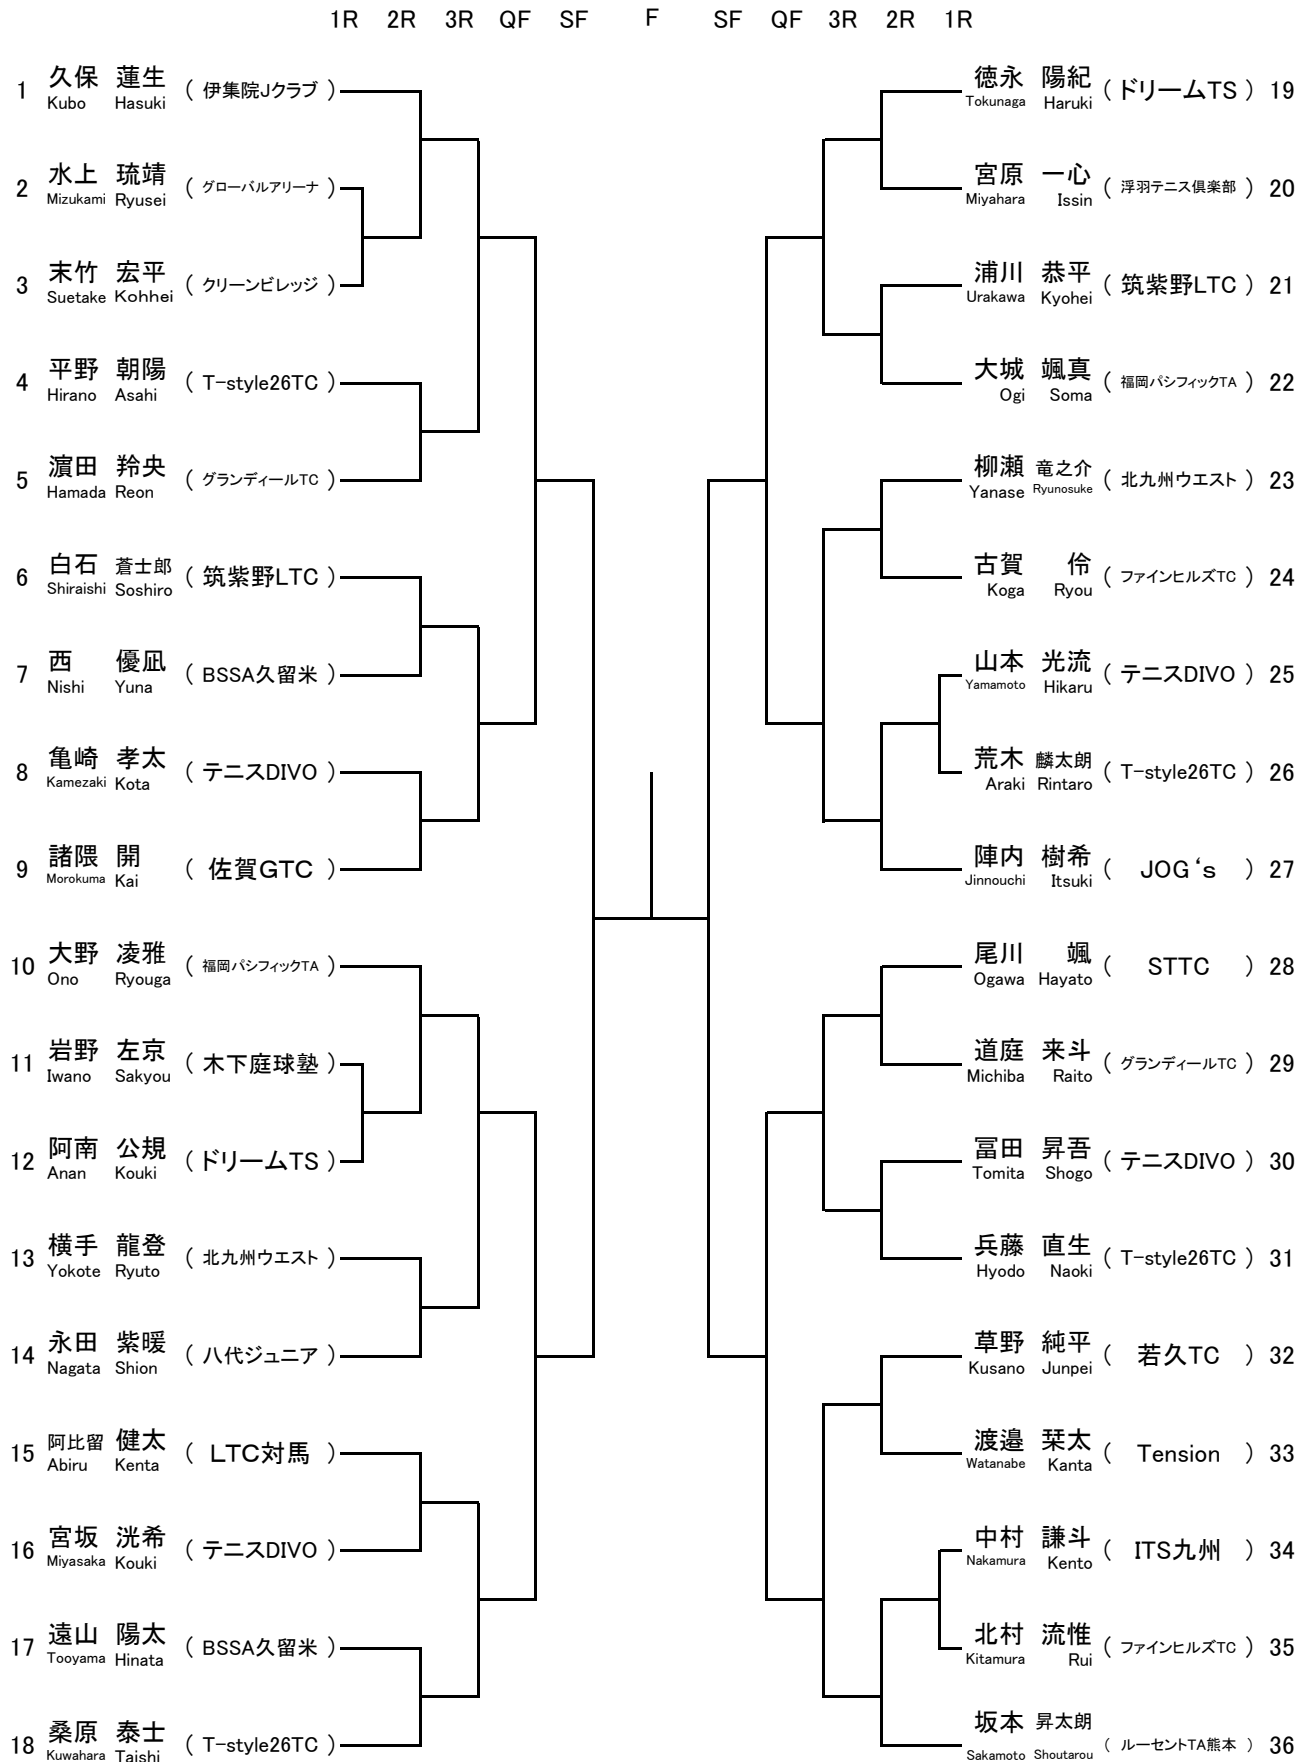 1R 2R 3R QF SF F SF QF 3R 2R 1R
1 久保 蓮生 ( 伊集院Jクラブ )
Kubo Hasuki
2 水上 琉靖 ( グローバルアリーナ )
Mizukami Ryusei
3 末竹 宏平 ( クリーンビレッジ )
Suetake Kohhei
4 平野 朝陽 ( T-style26TC )
Hirano Asahi
5 濵田 羚央 ( グランディールTC )
Hamada Reon
6 白石 蒼士郎 ( 筑紫野LTC )
Shiraishi Soshiro
7 西 優凪 ( BSSA久留米 )
Nishi Yuna
8 亀崎 孝太 ( テニスDIVO )
Kamezaki Kota
9 諸隈 開 ( 佐賀GTC )
Morokuma Kai
10 大野 凌雅 ( 福岡パシフィックTA )
Ono Ryouga
11 岩野 左京 ( 木下庭球塾 )
Iwano Sakyou
12 阿南 公規 ( ドリームTS )
Anan Kouki
13 横手 龍登 ( 北九州ウエスト )
Yokote Ryuto
14 永田 紫暖 ( 八代ジュニア )
Nagata Shion
15 阿比留 健太 ( LTC対馬 )
Abiru Kenta
16 宮坂 洸希 ( テニスDIVO )
Miyasaka Kouki
17 遠山 陽太 ( BSSA久留米 )
Tooyama Hinata
18 桑原 泰士 ( T-style26TC )
Kuwahara Taishi
徳永 陽紀 ( ドリームTS ) 19
Tokunaga Haruki
宮原 一心 ( 浮羽テニス倶楽部 ) 20
Miyahara Issin
浦川 恭平 ( 筑紫野LTC ) 21
Urakawa Kyohei
大城 颯真 ( 福岡パシフィックTA ) 22
Ogi Soma
柳瀬 竜之介 ( 北九州ウエスト ) 23
Yanase Ryunosuke
古賀 伶 ( ファインヒルズTC ) 24
Koga Ryou
山本 光流 ( テニスDIVO ) 25
Yamamoto Hikaru
荒木 麟太朗 ( T-style26TC ) 26
Araki Rintaro
陣内 樹希 ( JOG‘s ) 27
Jinnouchi Itsuki
尾川 颯 ( STTC ) 28
Ogawa Hayato
道庭 来斗 ( グランディールTC ) 29
Michiba Raito
冨田 昇吾 ( テニスDIVO ) 30
Tomita Shogo
兵藤 直生 ( T-style26TC ) 31
Hyodo Naoki
草野 純平 ( 若久TC ) 32
Kusano Junpei
渡邉 栞太 ( Tension ) 33
Watanabe Kanta
中村 謙斗 ( ITS九州 ) 34
Nakamura Kento
北村 流惟 ( ファインヒルズTC ) 35
Kitamura Rui
坂本 昇太朗 ( ルーセントTA熊本 ) 36
Sakamoto Shoutarou